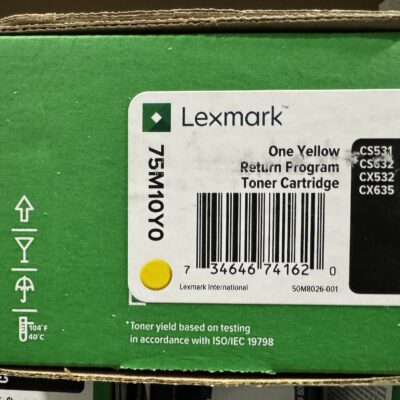 Lexmark™
75M10Y0
One Yellow
Return Program
Toner Cartridge
CS531
CS632
CX532
CX635
7 34646 74162 0
Lexmark International
50M8026-001
104°F
40°C
*Toner yield based on testing
in accordance with ISO/IEC 19798